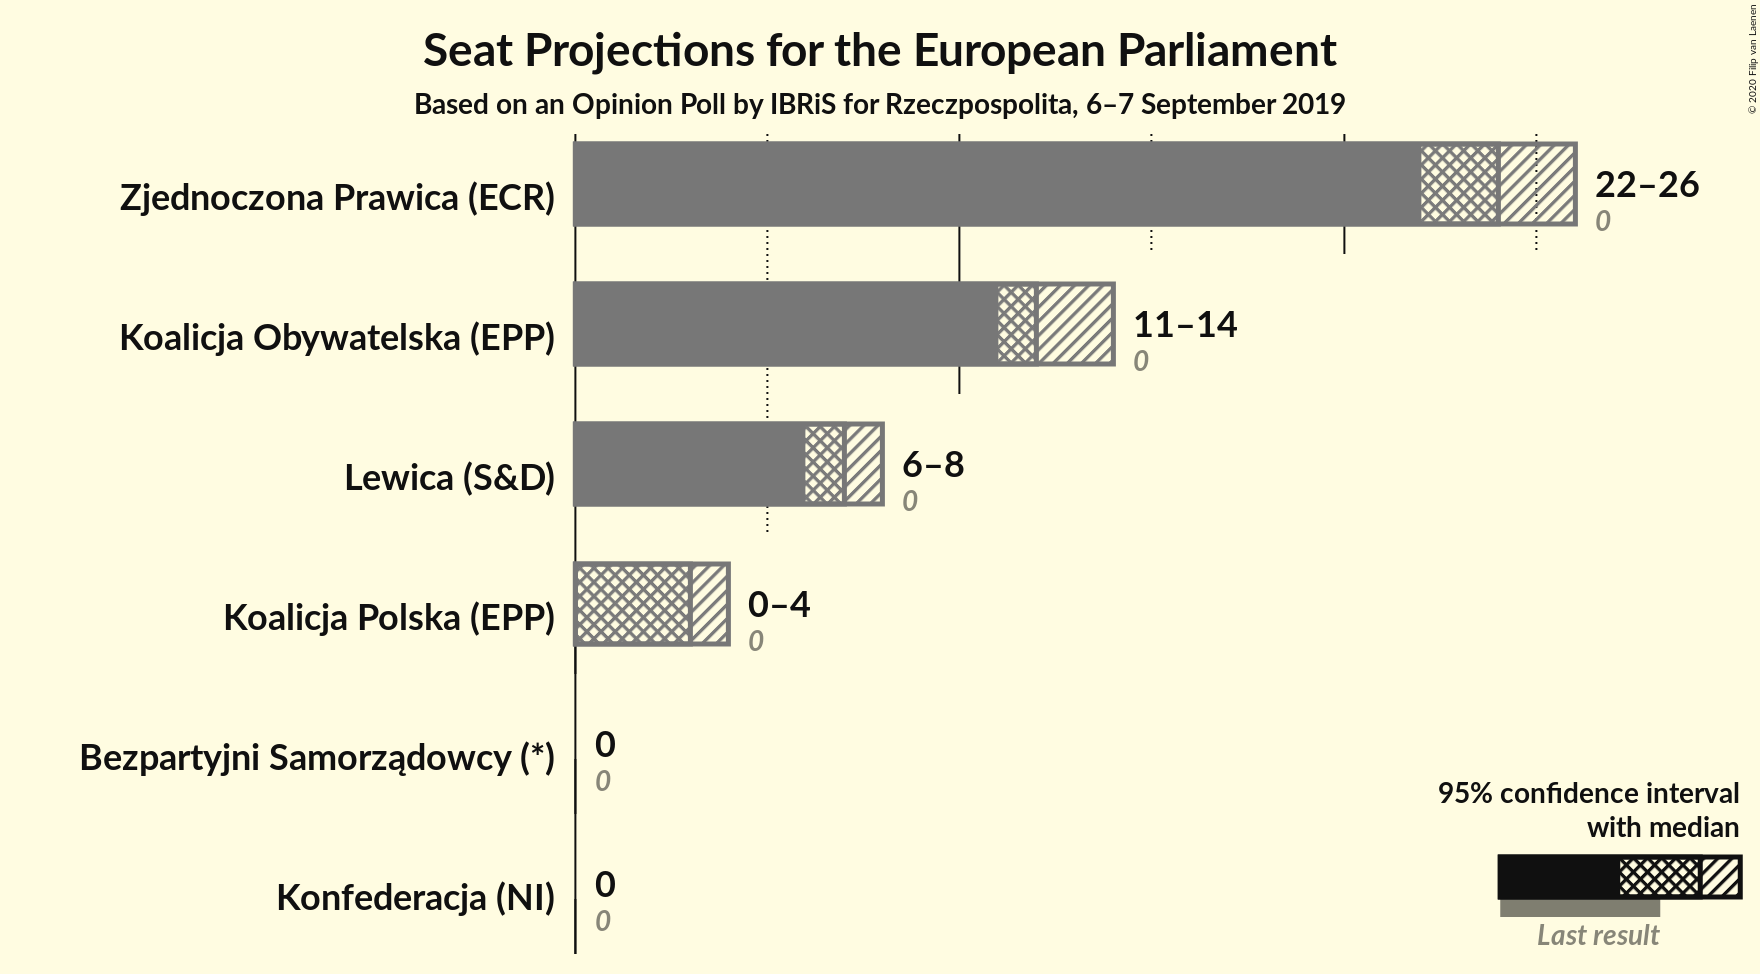 Seat Projections for the European Parliament
Based on an Opinion Poll by IBRiS for Rzeczpospolita, 6–7 September 2019
© 2020 Filip van Laenen
Zjednoczona Prawica (ECR)
22–26
0
Koalicja Obywatelska (EPP)
11–14
0
Lewica (S&D)
6–8
0
Koalicja Polska (EPP)
0–4
0
Bezpartyjni Samorządowcy (*)
0
0
Konfederacja (NI)
0
0
95% confidence interval
with median
Last result